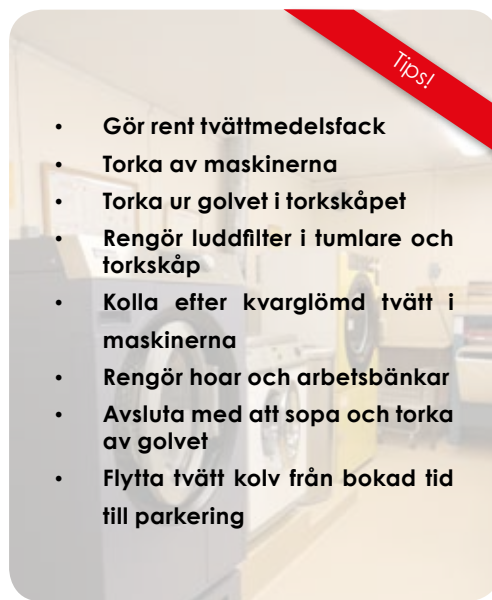 Tips!
• Gör rent tvättmedelsfack
• Torka av maskinerna
• Torka ur golvet i torkskåpet
• Rengör luddfilter i tumlare och
torkskåp
• Kolla efter kvarglömd tvätt i
maskinerna
• Rengör hoar och arbetsbänkar
• Avsluta med att sopa och torka
av golvet
• Flytta tvätt kolv från bokad tid
till parkering